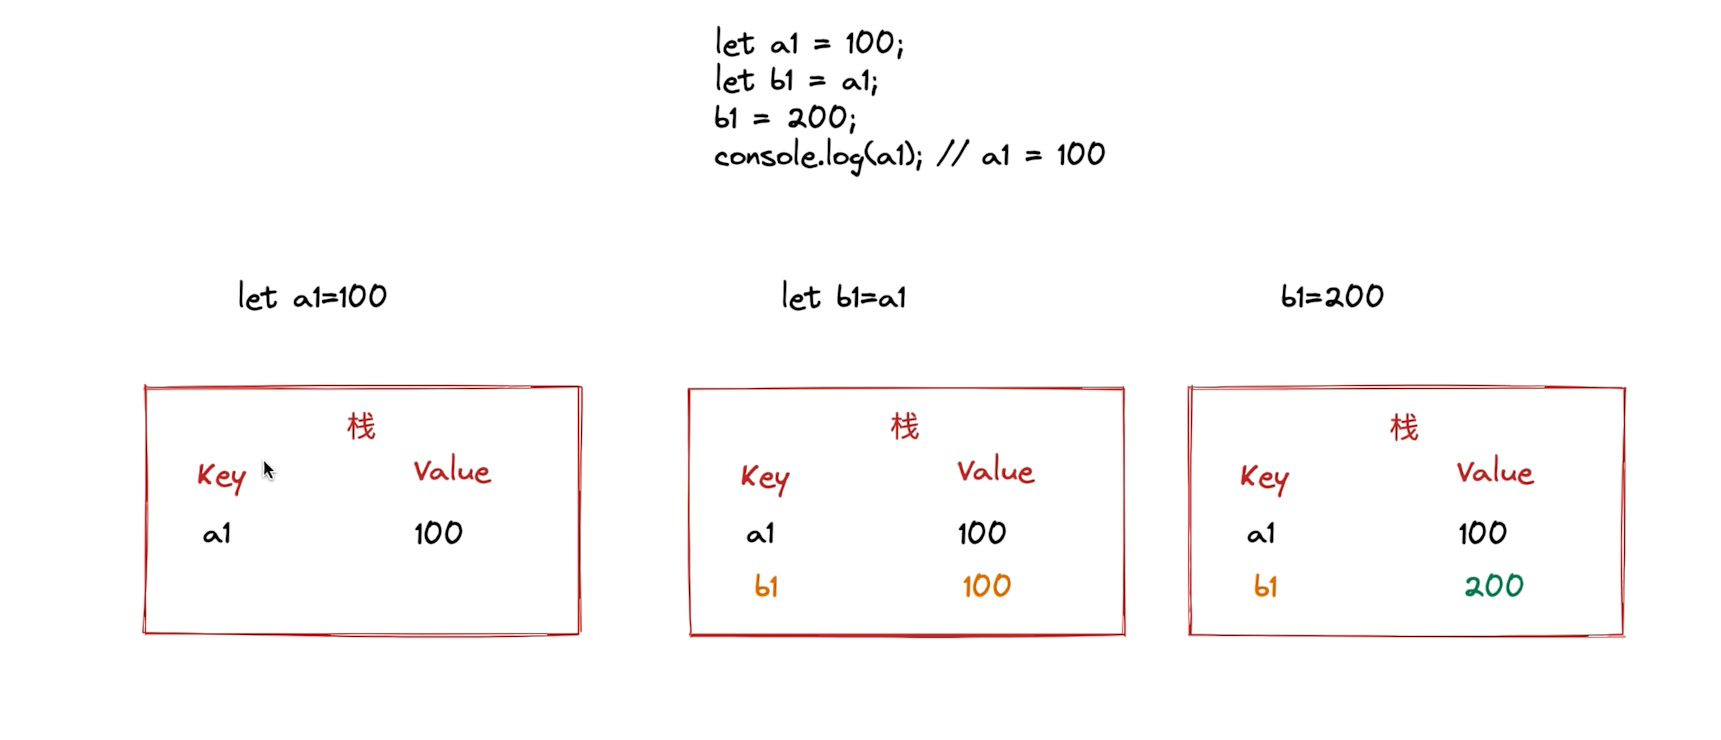 let a1 = 100;
let b1 = a1;
b1 = 200;
console.log(a1); // a1 = 100
let a1=100
let b1=a1
b1=200
栈
Key Value
a1 100
栈
Key Value
a1 100
b1 100
栈
Key Value
a1 100
b1 200